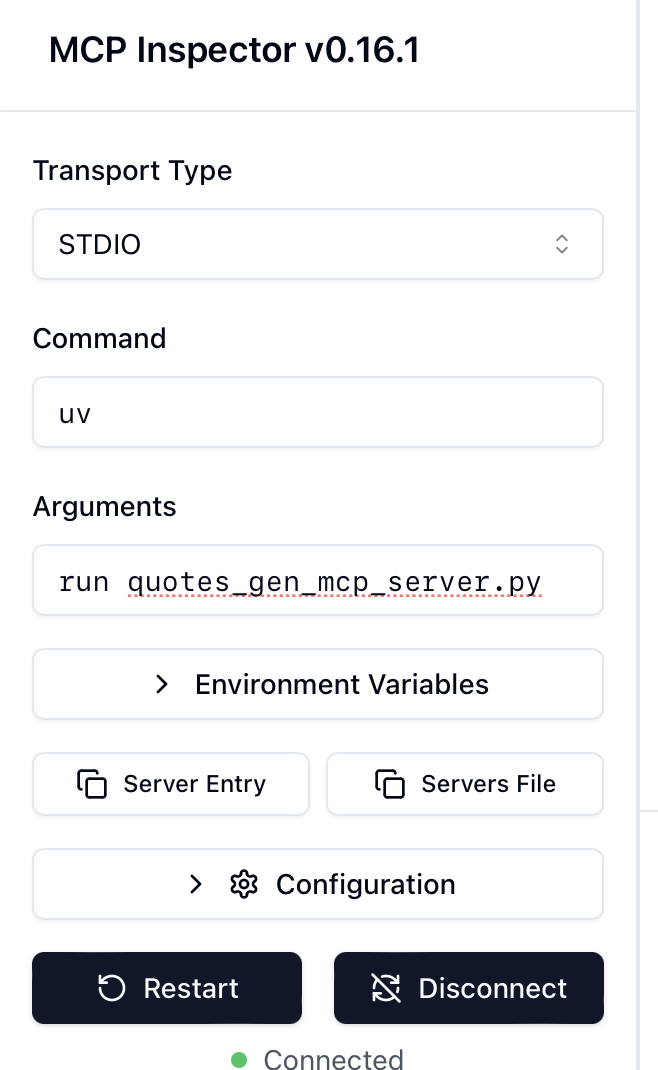 MCP Inspector v0.16.1
Transport Type
STDIO
Command
uv
Arguments
run quotes_gen_mcp_server.py
Environment Variables
Server Entry
Servers File
Configuration
Restart
Disconnect
Connected